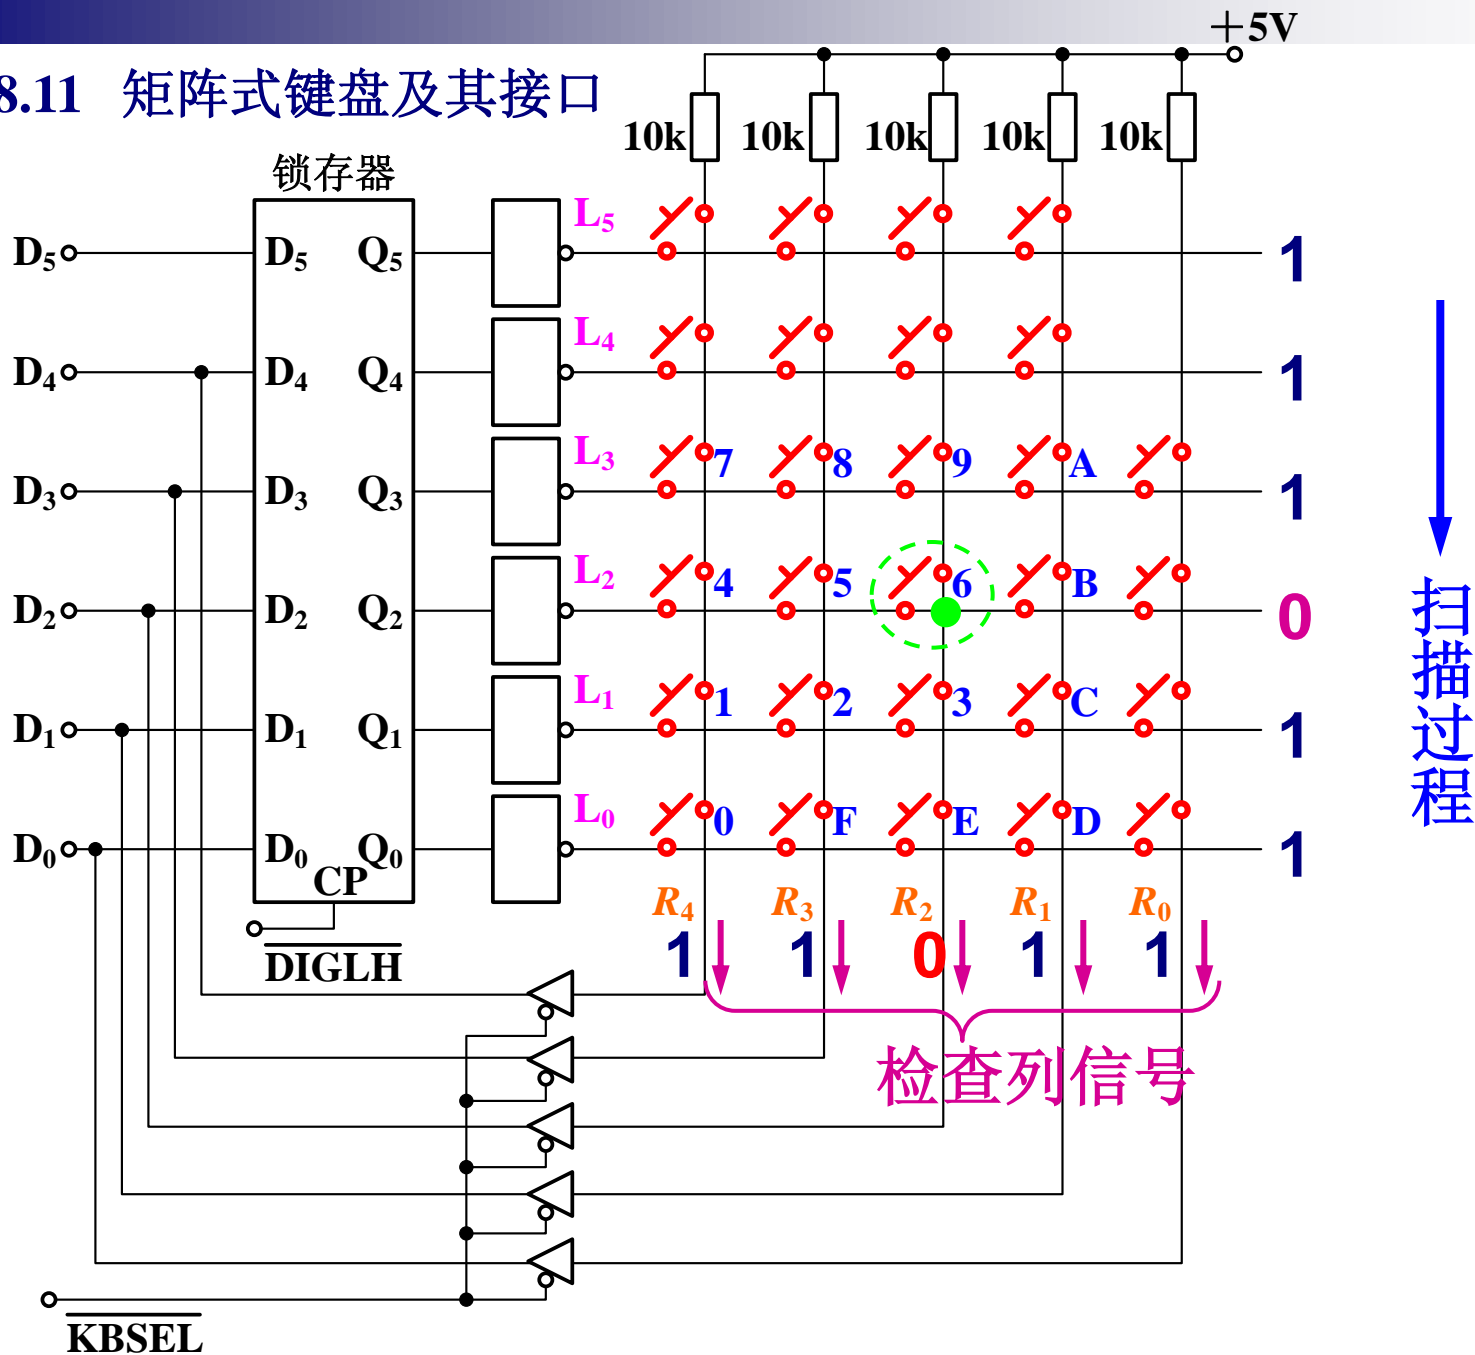 +5V
8.11 矩阵式键盘及其接口
10k 10k 10k 10k 10k
锁存器
L5
D5 D5 Q5 1
L4
D4 D4 Q4 1
L3 7 8 9 A
D3 D3 Q3 1
L2 4 5 6 B
D2 D2 Q2 0
L1 1 2 3 C
D1 D1 Q1 1
L0 0 F E D
D0 D0 Q0 1
CP
扫描过程
R4 R3 R2 R1 R0
1 1 0 1 1
DIGLH
检查列信号
KBSEL